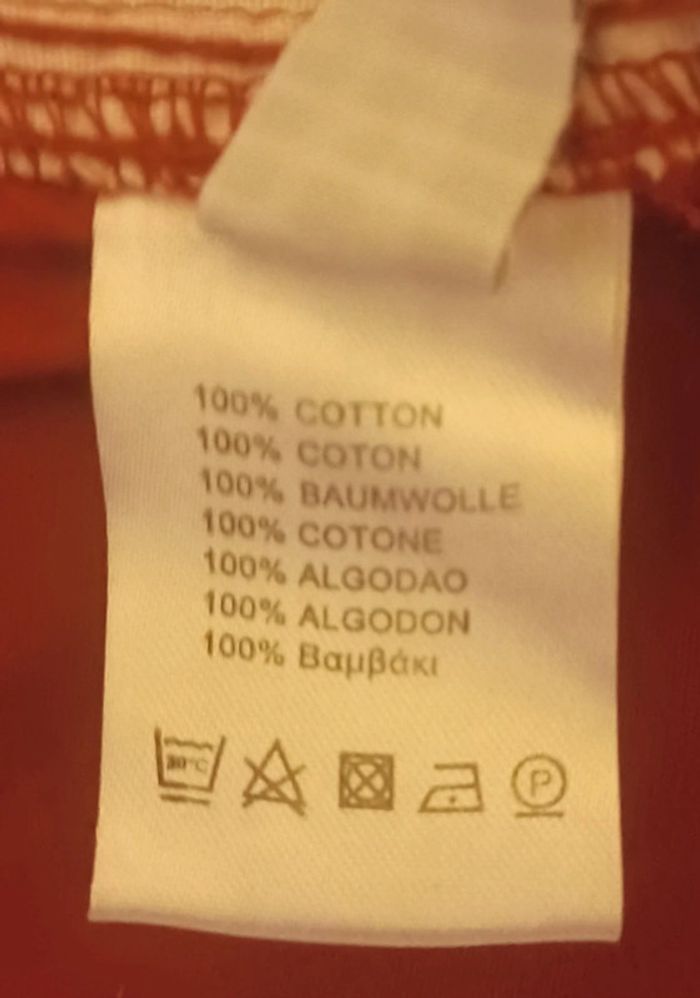 100% COTTON
100% COTON
100% BAUMWOLLE
100% COTONE
100% ALGODAO
100% ALGODON
100% Βαμβάκι
P